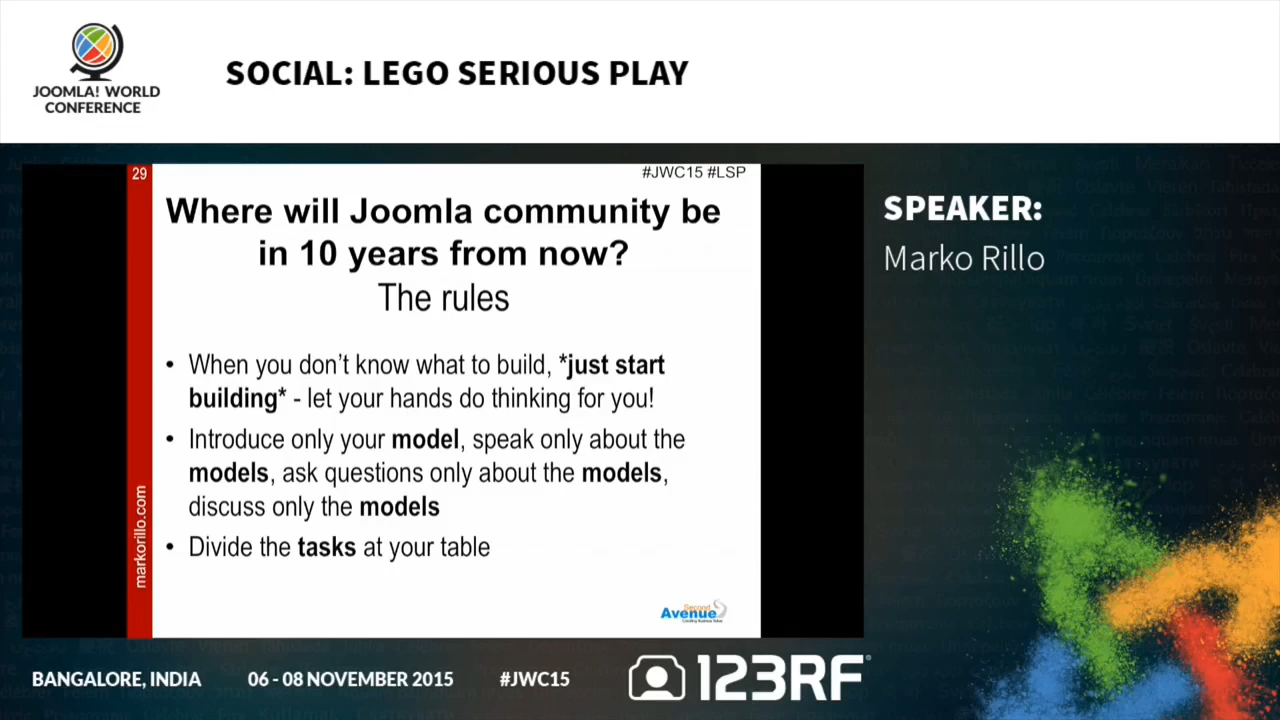 JOOMLA! WORLD
CONFERENCE
SOCIAL: LEGO SERIOUS PLAY
29
#JWC15 #LSP
Where will Joomla community be
in 10 years from now?
The rules
• When you don’t know what to build, *just start
building* - let your hands do thinking for you!
• Introduce only your model, speak only about the
models, ask questions only about the models,
discuss only the models
• Divide the tasks at your table
markorillo.com
Second
Avenue
SPEAKER:
Marko Rillo
BANGALORE, INDIA
06 - 08 NOVEMBER 2015
#JWC15
123RF